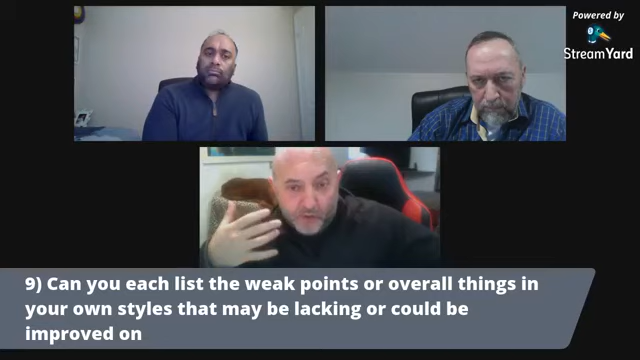 Powered by
StreamYard
9) Can you each list the weak points or overall things in
your own styles that may be lacking or could be
improved on